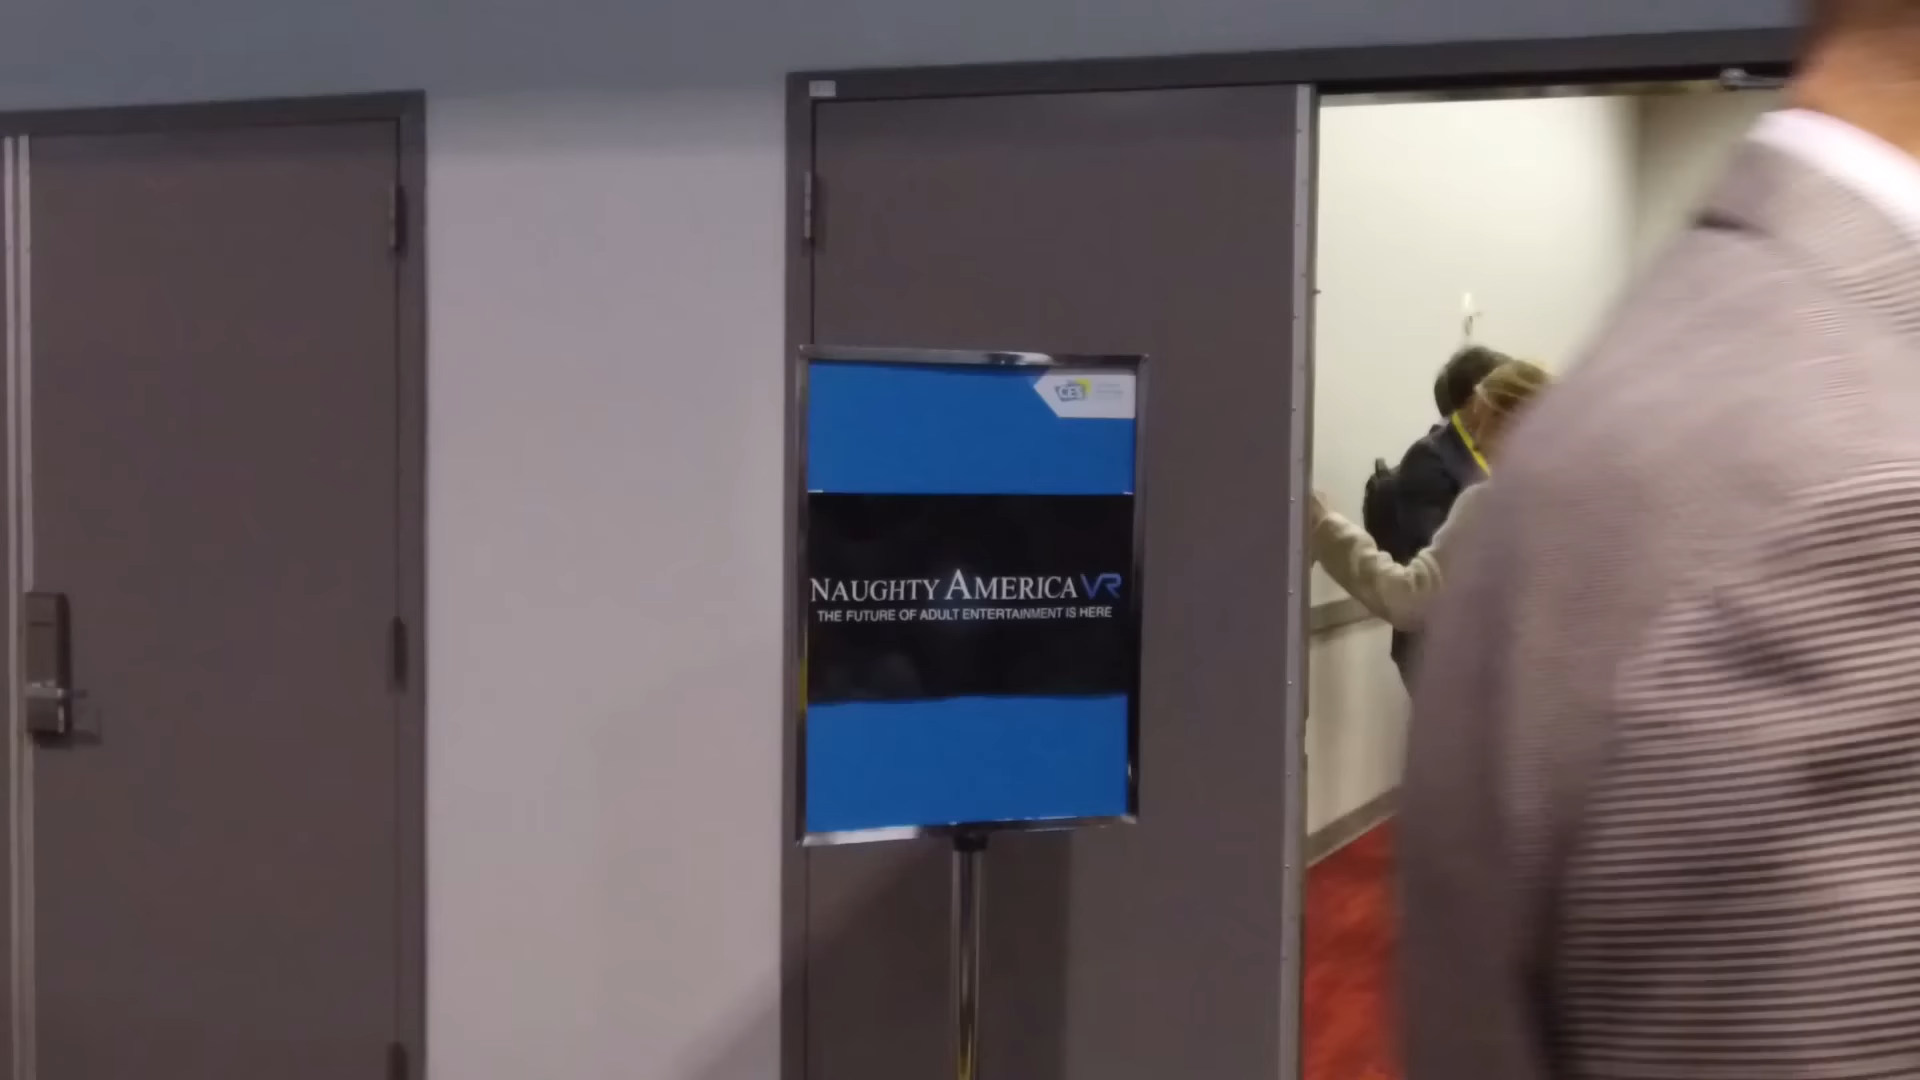 CES
NAUGHTY AMERICA VR
THE FUTURE OF ADULT ENTERTAINMENT IS HERE